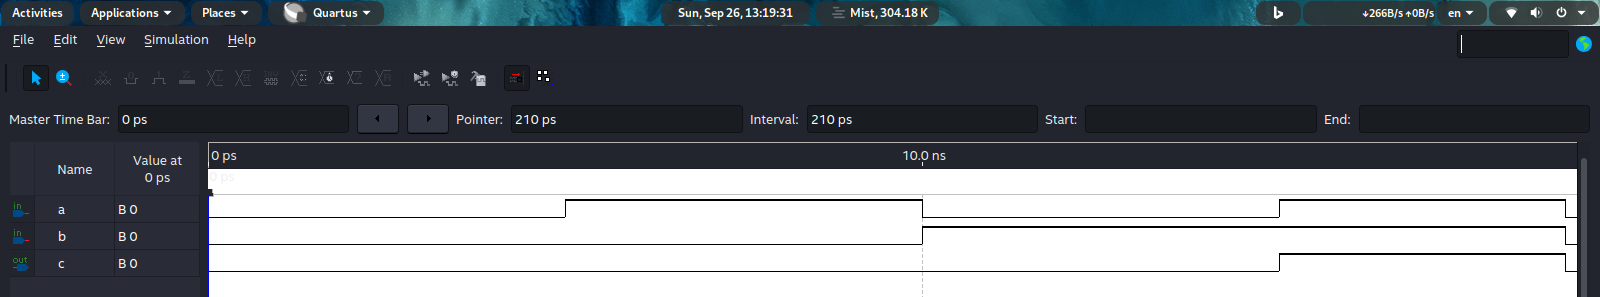 Activities Applications Places Quartus Sun, Sep 26, 13:19:31 Mist, 304.18 K ↓266B/s ↑0B/s en
File Edit View Simulation Help
Master Time Bar: 0 ps Pointer: 210 ps Interval: 210 ps Start: End:
Name Value at 0 ps 0 ps 10.0 ns
0 ps
in a B 0
in b B 0
out c B 0